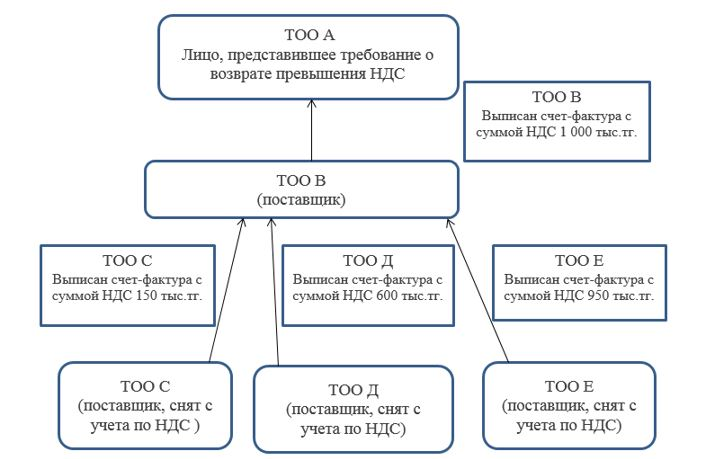 ТОО А
Лицо, представившее требование о
возврате превышения НДС
ТОО В
Выписан счет-фактура с
суммой НДС 1 000 тыс.тг.
ТОО В
(поставщик)
ТОО С
Выписан счет-фактура с
суммой НДС 150 тыс.тг.
ТОО Д
Выписан счет-фактура с
суммой НДС 600 тыс.тг.
ТОО Е
Выписан счет-фактура с
суммой НДС 950 тыс.тг.
ТОО С
(поставщик, снят с
учета по НДС )
ТОО Д
(поставщик, снят с
учета по НДС)
ТОО Е
(поставщик, снят с
учета по НДС)